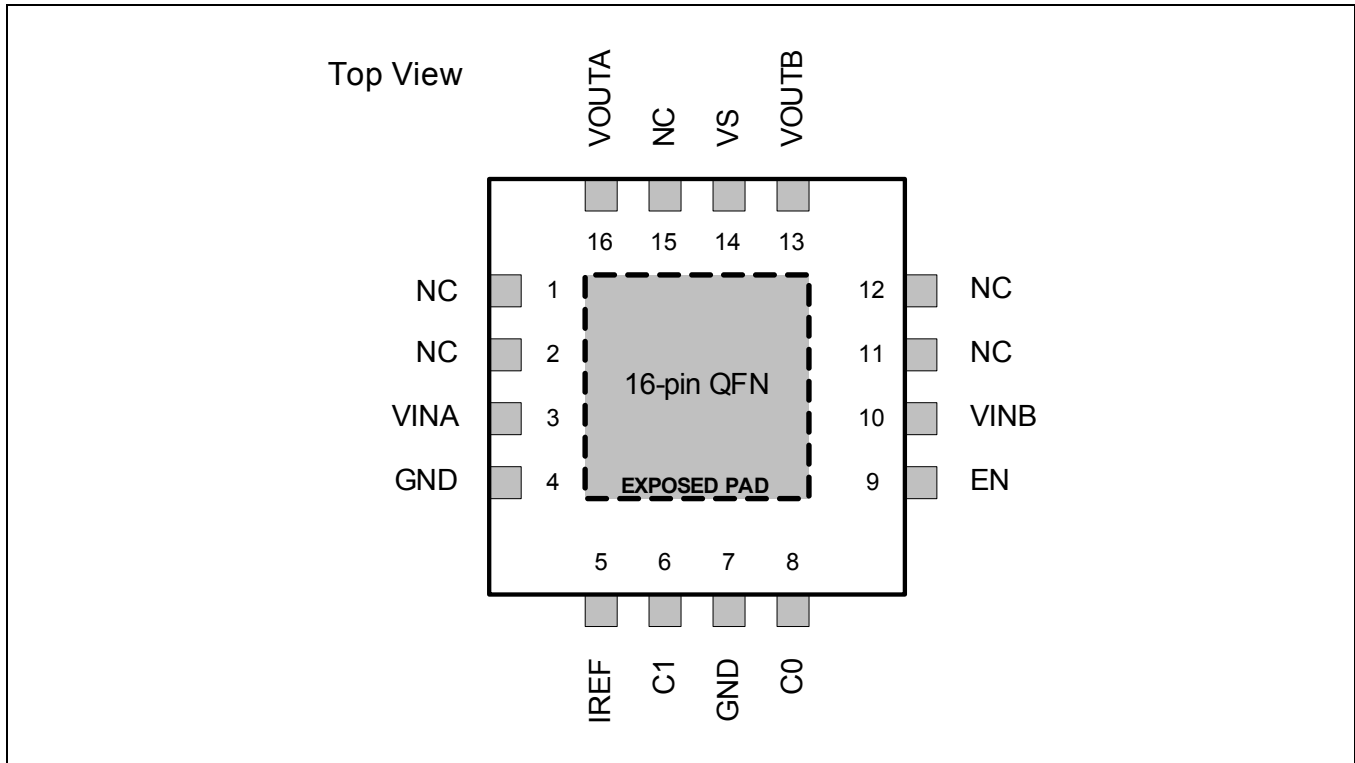 Top View
VOUTA
NC
VS
VOUTB
16 15 14 13
NC 1
NC 2
VINA 3
GND 4
12 NC
11 NC
10 VINB
9 EN
16-pin QFN
EXPOSED PAD
5 6 7 8
IREF
C1
GND
C0